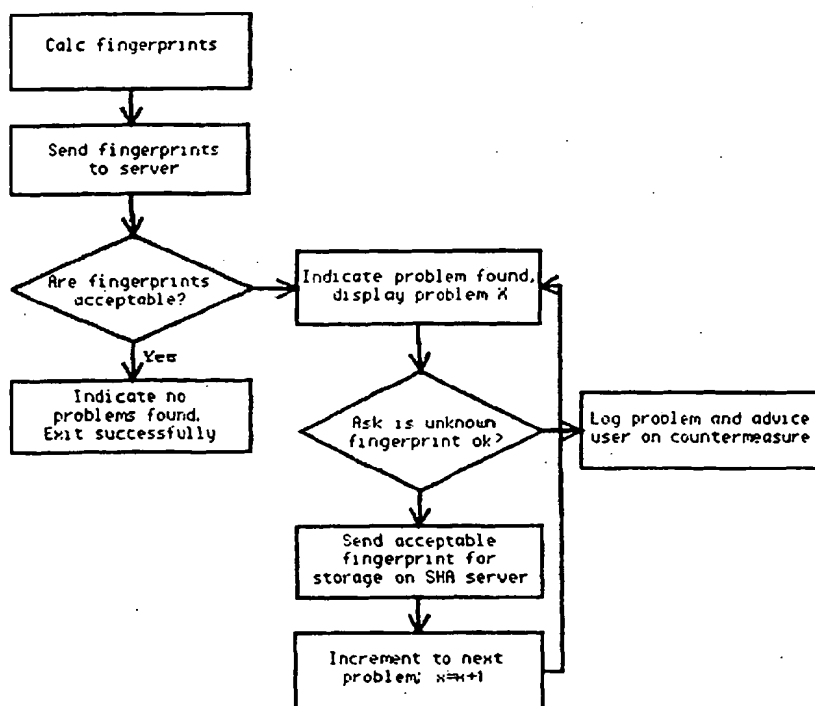 Calc fingerprints
Send fingerprints
to server
Are fingerprints
acceptable?
Yes
Indicate no
problems found.
Exit successfully
Indicate problem found,
display problem X
Ask is unknown
fingerprint ok?
Log problem and advice
user on countermeasure
Send acceptable
fingerprint for
storage on SHA server
Increment to next
problem; x=x+1